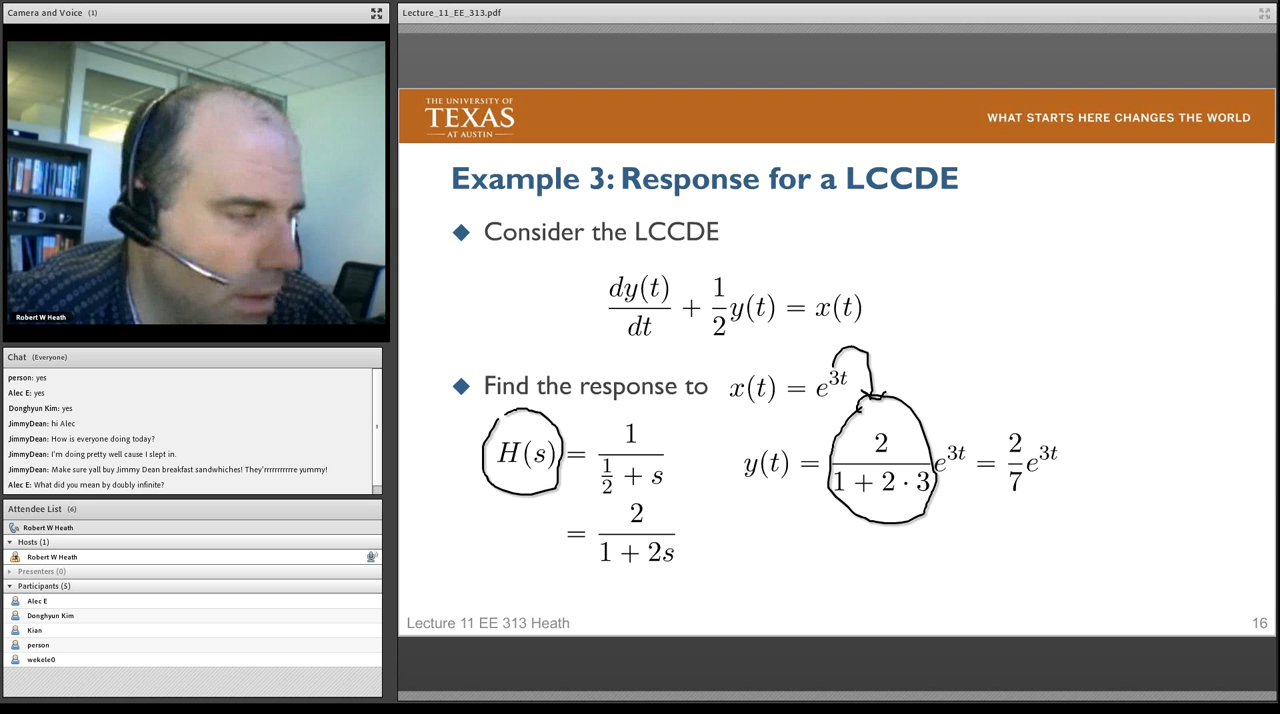 Camera and Voice (1)
Robert W Heath
Chat (Everyone)
person: yes
Alec E: yes
Donghyun Kim: yes
JimmyDean: hi Alec
JimmyDean: How is everyone doing today?
JimmyDean: I'm doing pretty well cause I slept in.
JimmyDean: Make sure yall buy Jimmy Dean breakfast sandwhiches! They'rrrrrrrrrre yummy!
Alec E: What did you mean by doubly infinite?
Attendee List (6)
Robert W Heath
Hosts (1)
Robert W Heath
Presenters (0)
Participants (5)
Alec E
Donghyun Kim
Kian
person
wekele0
Lecture_11_EE_313.pdf
THE UNIVERSITY OF
TEXAS
AT AUSTIN
WHAT STARTS HERE CHANGES THE WORLD
Example 3: Response for a LCCDE
Consider the LCCDE
dy(t)/dt + 1/2 y(t) = x(t)
Find the response to x(t) = e^{3t}
H(s) = 1/(1/2 + s)
= 2/(1 + 2s)
y(t) = 2/(1 + 2 · 3) e^{3t} = 2/7 e^{3t}
Lecture 11 EE 313 Heath
16